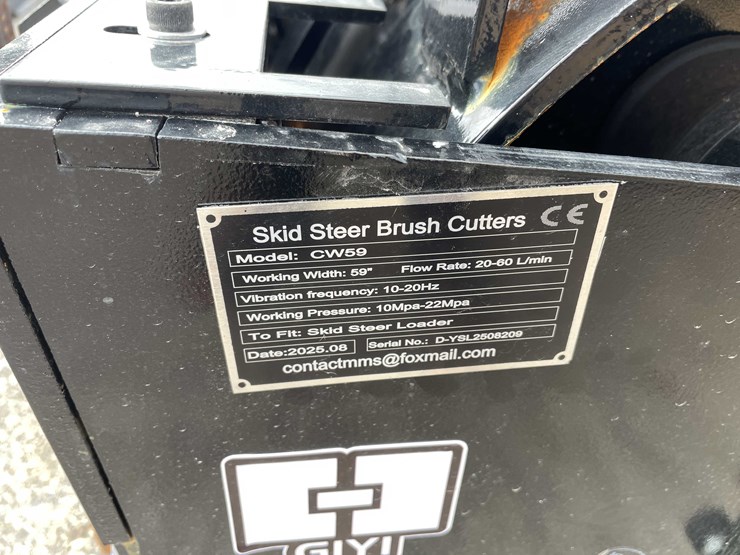 Skid Steer Brush Cutters CE
Model: CW59
Working Width: 59" Flow Rate: 20-60 L/min
Vibration frequency: 10-20Hz
Working Pressure: 10Mpa-22Mpa
To Fit: Skid Steer Loader
Date:2025.08 Serial No.: D-YSL2508209
contactmms@foxmail.com
GIYI